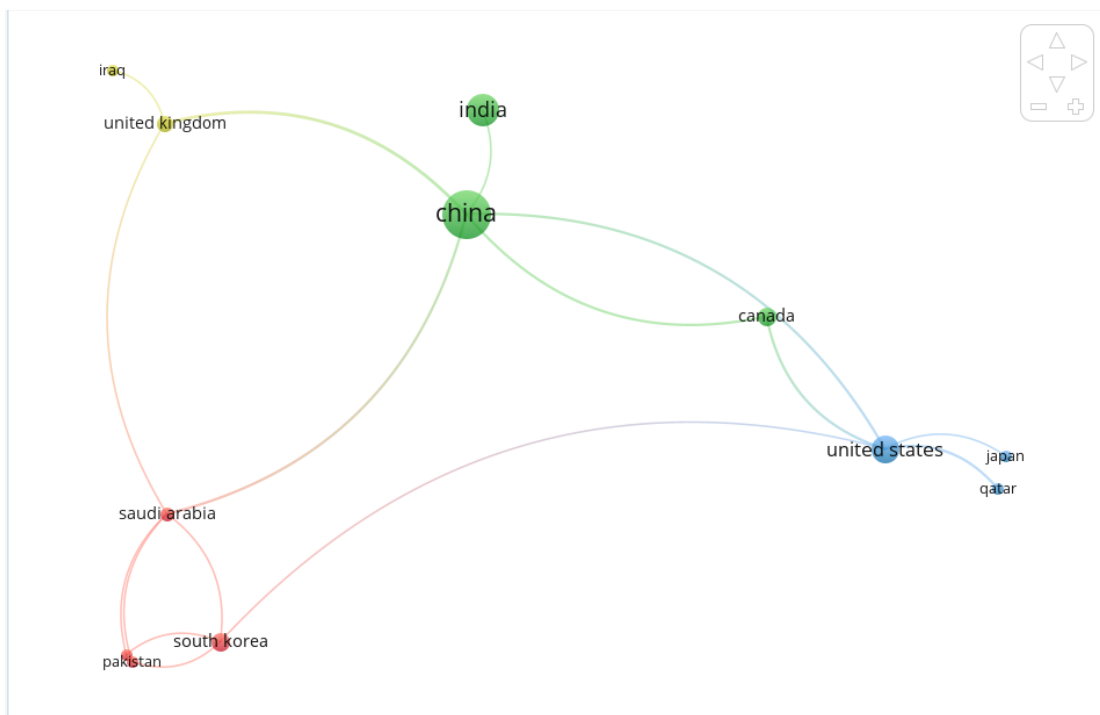 iraq
united kingdom
india
china
canada
united states
japan
qatar
saudi arabia
south korea
pakistan